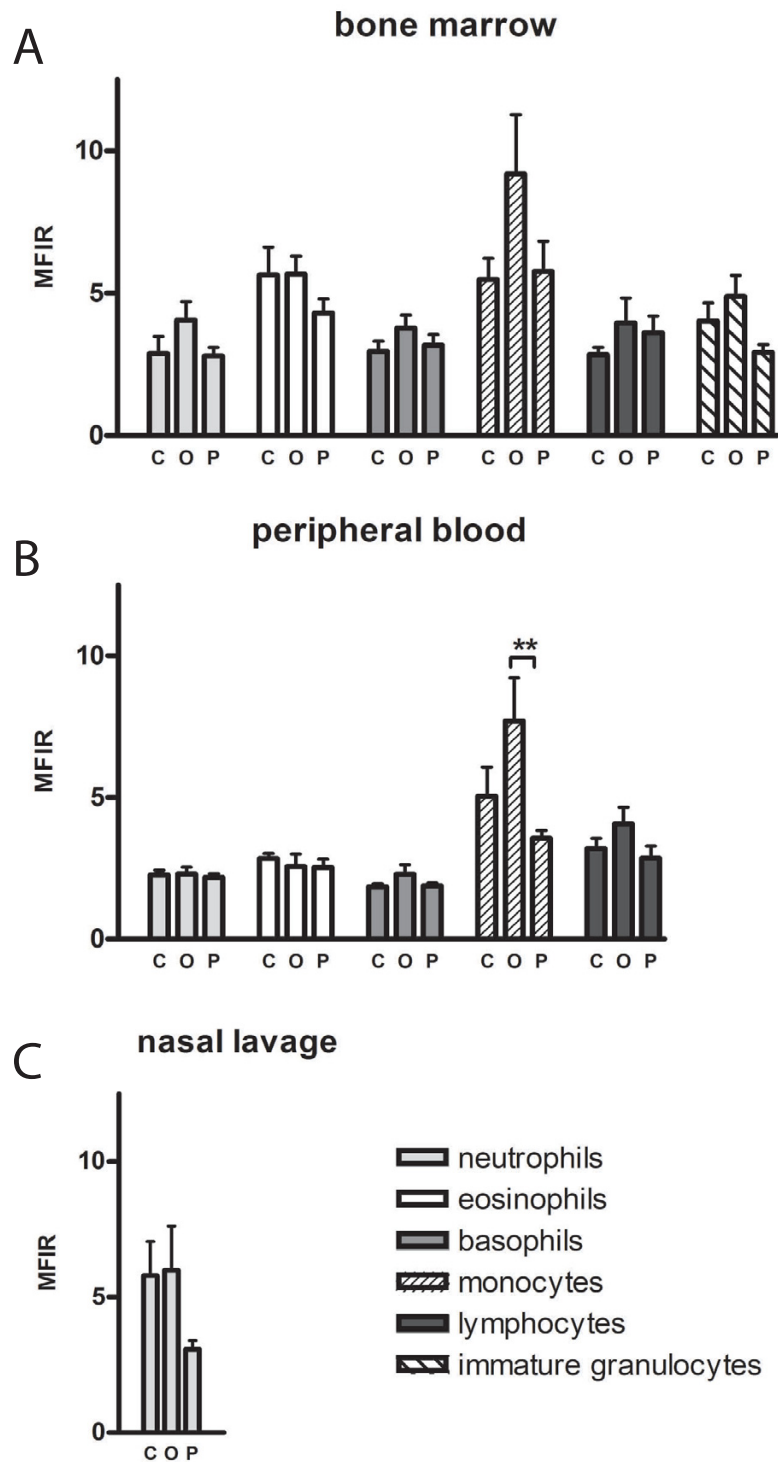 A
bone marrow
10
MFIR
5
0
C O P C O P C O P C O P C O P C O P
B
peripheral blood
**
10
MFIR
5
0
C O P C O P C O P C O P C O P
C
nasal lavage
10
neutrophils
eosinophils
basophils
MFIR
monocytes
5
lymphocytes
immature granulocytes
0
C O P